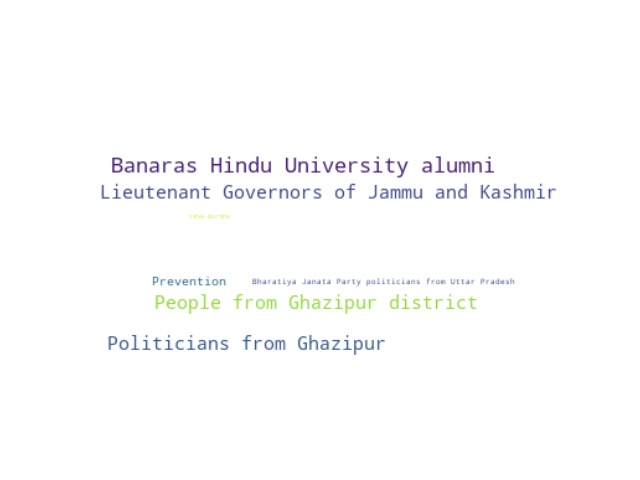 Banaras Hindu University alumni
Lieutenant Governors of Jammu and Kashmir
Prevention
Bharatiya Janata Party politicians from Uttar Pradesh
People from Ghazipur district
Politicians from Ghazipur